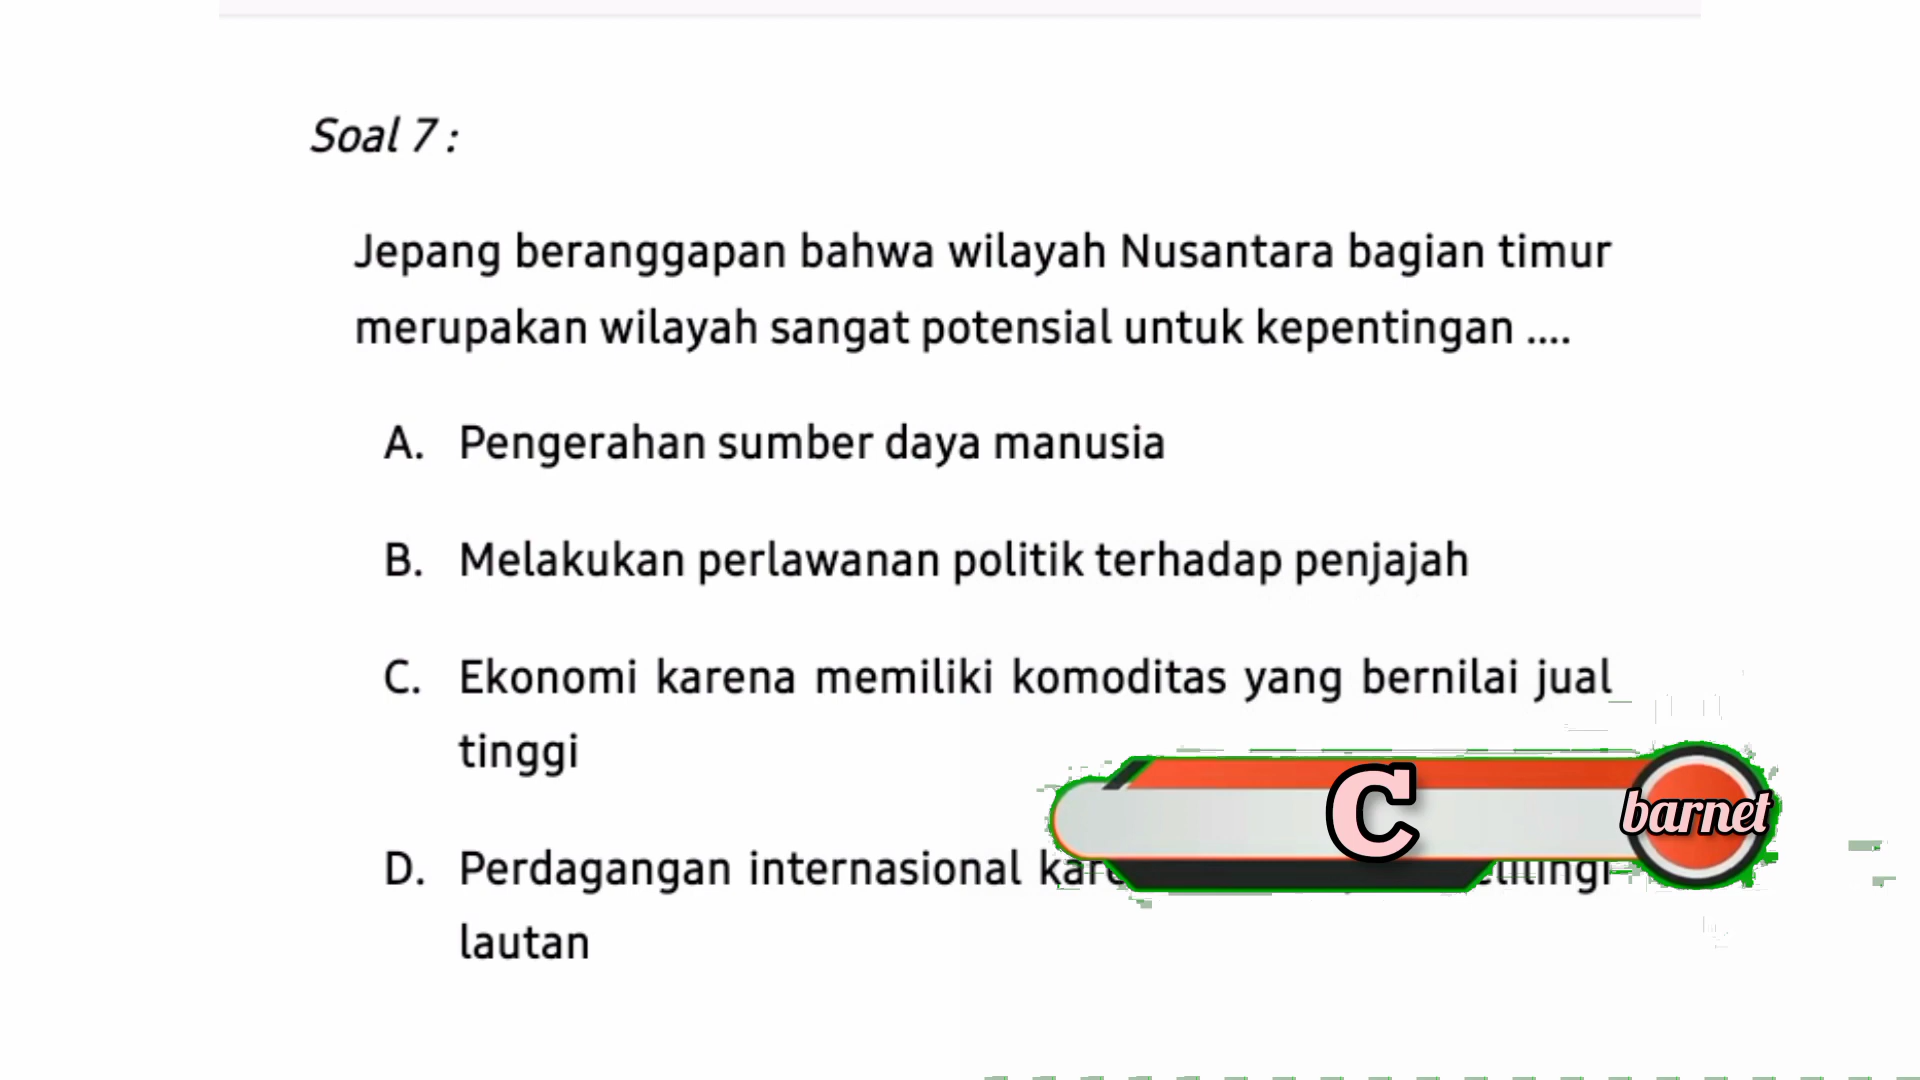 Soal 7 :
Jepang beranggapan bahwa wilayah Nusantara bagian timur
merupakan wilayah sangat potensial untuk kepentingan ....
A. Pengerahan sumber daya manusia
B. Melakukan perlawanan politik terhadap penjajah
C. Ekonomi karena memiliki komoditas yang bernilai jual
tinggi
C
barnet
D. Perdagangan internasional
lautan